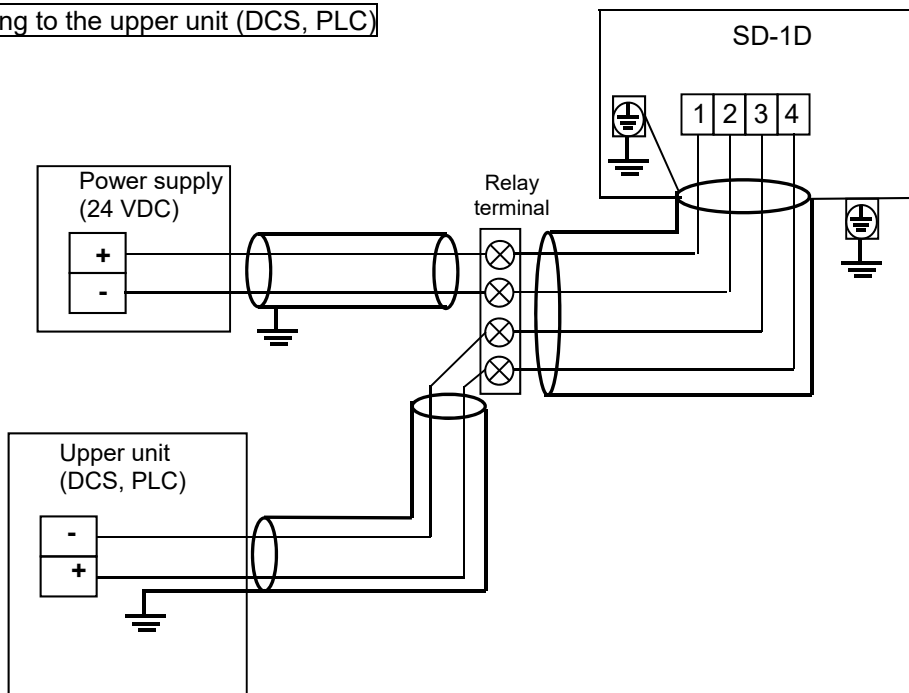 ng to the upper unit (DCS, PLC)
SD-1D
1 2 3 4
Power supply
(24 VDC)
+
-
Relay
terminal
Upper unit
(DCS, PLC)
-
+